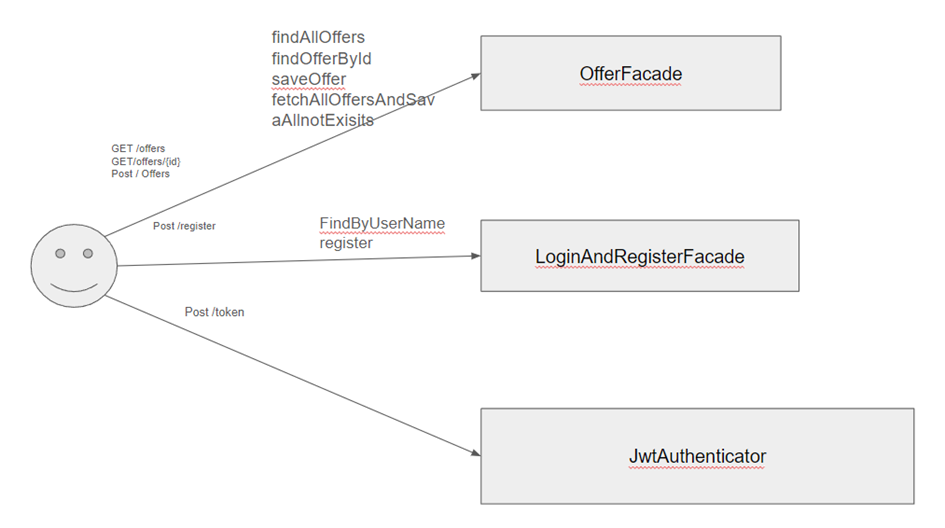 findAllOffers
findOfferById
saveOffer
fetchAllOffersAndSav
aAllnotExisits
OfferFacade
GET /offers
GET/offers/{id}
Post / Offers
Post /register
FindByUserName
register
LoginAndRegisterFacade
Post /token
JwtAuthenticator